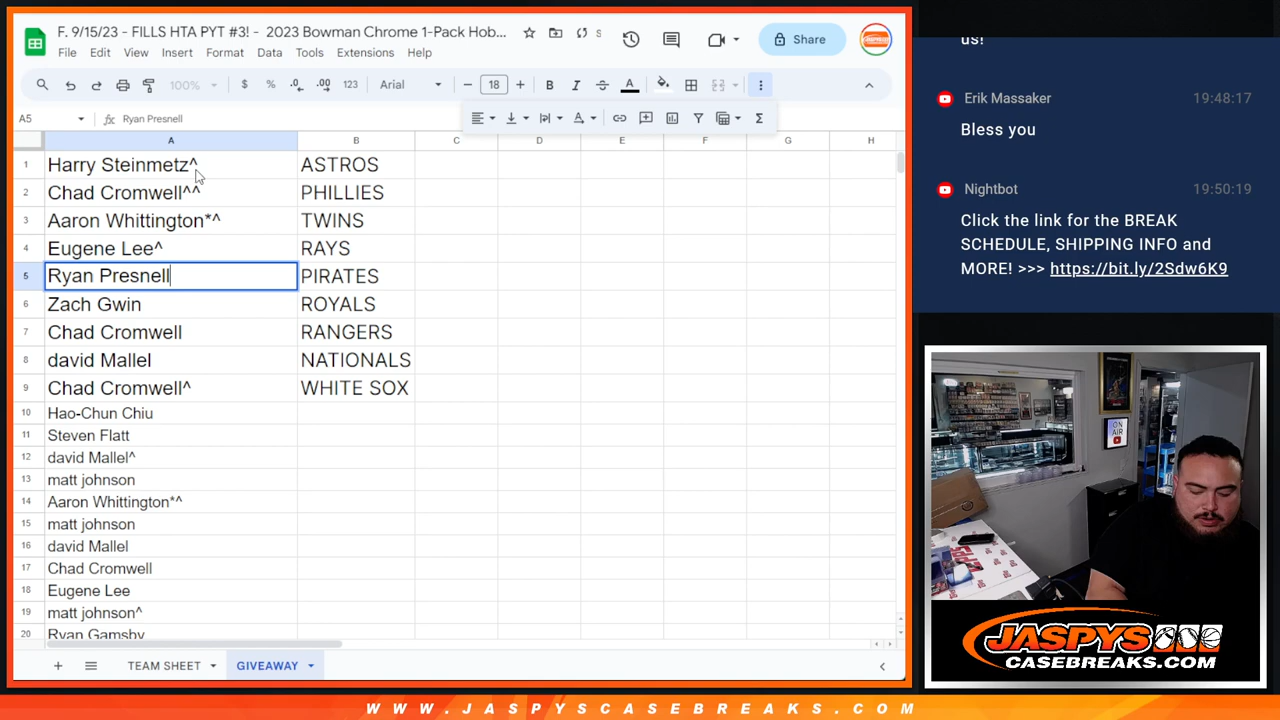 F. 9/15/23 - FILLS HTA PYT #3! - 2023 Bowman Chrome 1-Pack Hob...
File Edit View Insert Format Data Tools Extensions Help
Share
100% $ % .0 .00 123 Arial 18 B I A
A5 Ryan Presnell
A B C D E F G H
1 Harry Steinmetz^ ASTROS
2 Chad Cromwell^^ PHILLIES
3 Aaron Whittington*^ TWINS
4 Eugene Lee^ RAYS
5 Ryan Presnell PIRATES
6 Zach Gwin ROYALS
7 Chad Cromwell RANGERS
8 david Mallel NATIONALS
9 Chad Cromwell^ WHITE SOX
10 Hao-Chun Chiu
11 Steven Flatt
12 david Mallel^
13 matt johnson
14 Aaron Whittington*^
15 matt johnson
16 david Mallel
17 Chad Cromwell
18 Eugene Lee
19 matt johnson^
20 Ryan Gamsby
TEAM SHEET GIVEAWAY
us!
Erik Massaker 19:48:17
Bless you
Nightbot 19:50:19
Click the link for the BREAK
SCHEDULE, SHIPPING INFO and
MORE! >>> https://bit.ly/2Sdw6K9
ON
AIR
JASPYS
JASPYS
CASEBREAKS.COM
WWW.JASPYSCASEBREAKS.COM